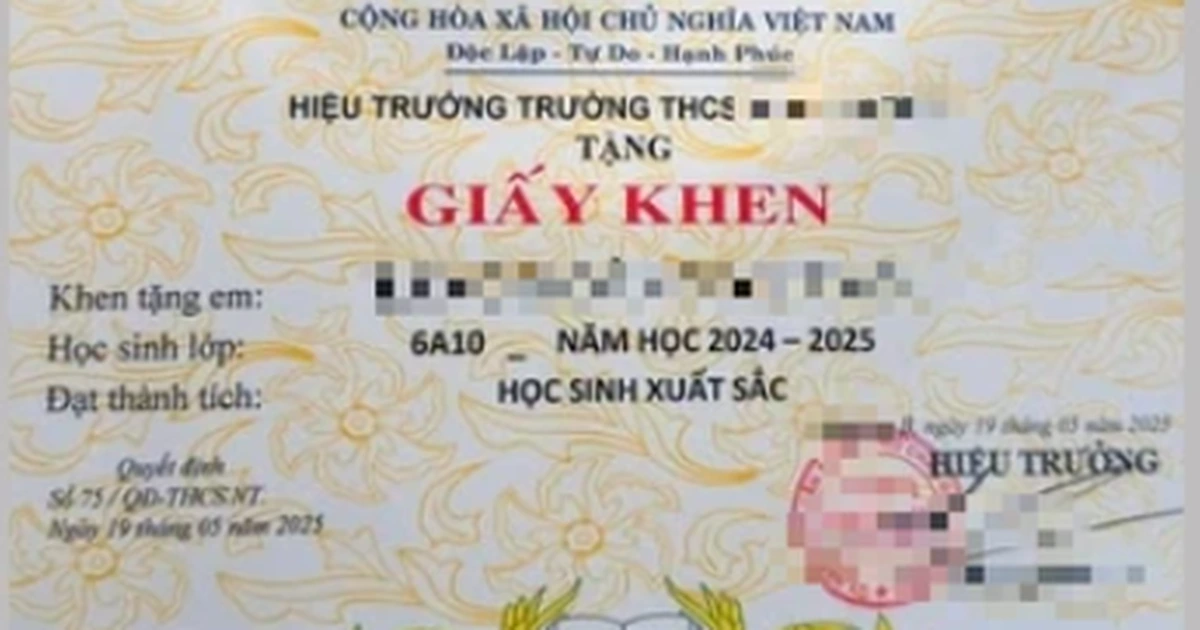 CỘNG HÒA XÃ HỘI CHỦ NGHĨA VIỆT NAM
Độc Lập - Tự Do - Hạnh Phúc
HIỆU TRƯỞNG TRƯỜNG THCS
TẶNG
GIẤY KHEN
Khen tặng em:
Học sinh lớp: 6A10 _ NĂM HỌC 2024 – 2025
Đạt thành tích: HỌC SINH XUẤT SẮC
ngày 19 tháng 05 năm 2025
HIỆU TRƯỞNG
Quyết định
Số 75 / QD-THCS.NT.
Ngày 19 tháng 05 năm 2025